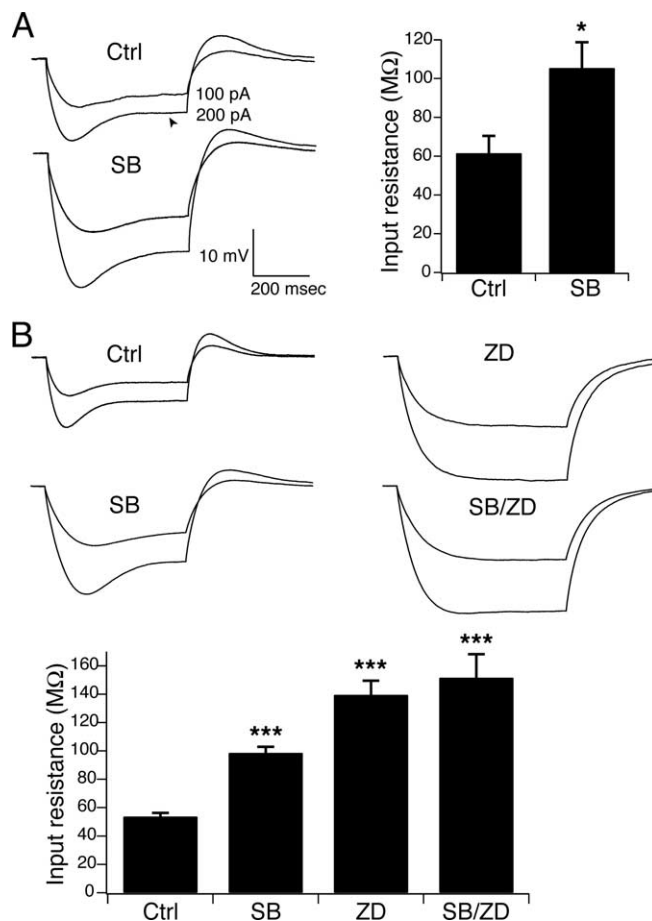 A
Ctrl
100 pA
200 pA
SB
10 mV
200 msec
Input resistance (MΩ)
120
100
80
60
40
20
0
*
Ctrl SB
B
Ctrl
ZD
SB
SB/ZD
Input resistance (MΩ)
160
140
120
100
80
60
40
20
0
***
***
***
Ctrl SB ZD SB/ZD